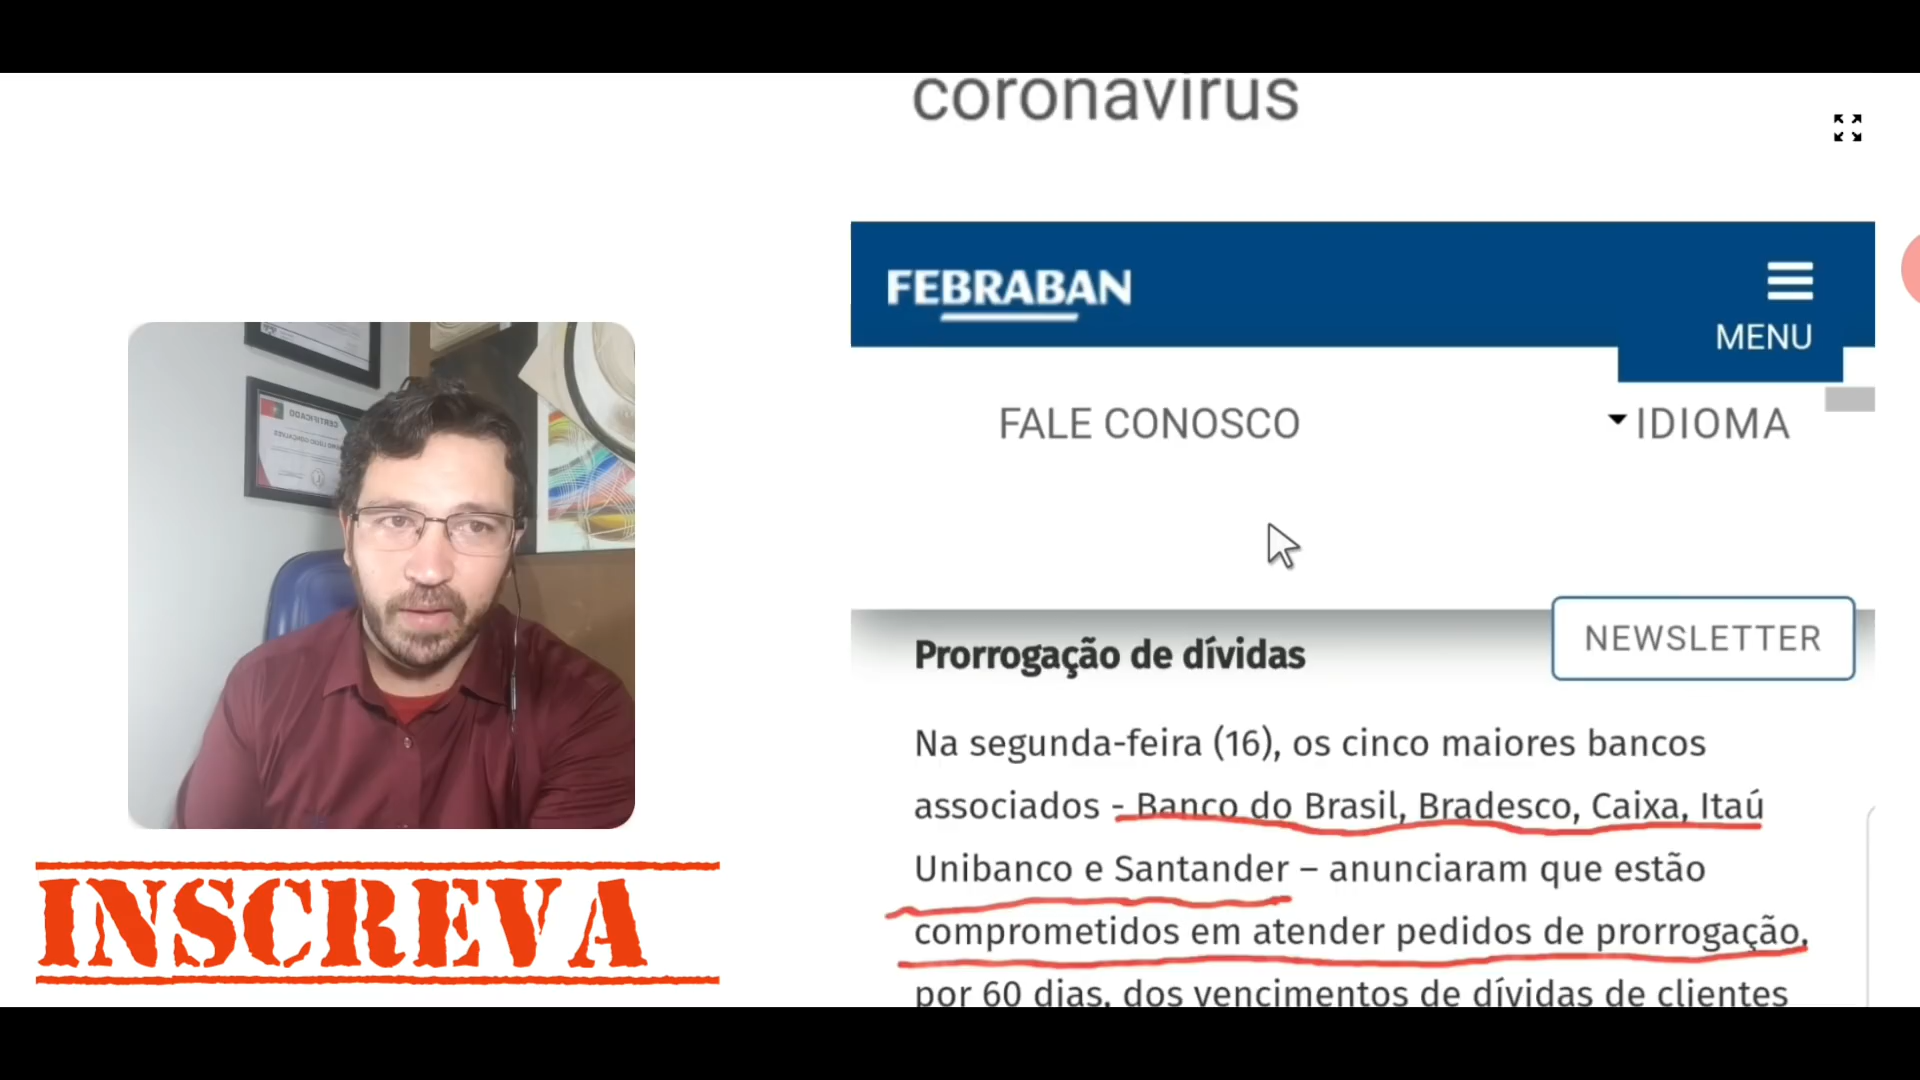 coronavírus
FEBRABAN
MENU
FALE CONOSCO
IDIOMA
NEWSLETTER
Prorrogação de dívidas
Na segunda-feira (16), os cinco maiores bancos
associados - Banco do Brasil, Bradesco, Caixa, Itaú
Unibanco e Santander – anunciaram que estão
comprometidos em atender pedidos de prorrogação,
por 60 dias, dos vencimentos de dívidas de clientes
CERTIFICADO
INSCREVA